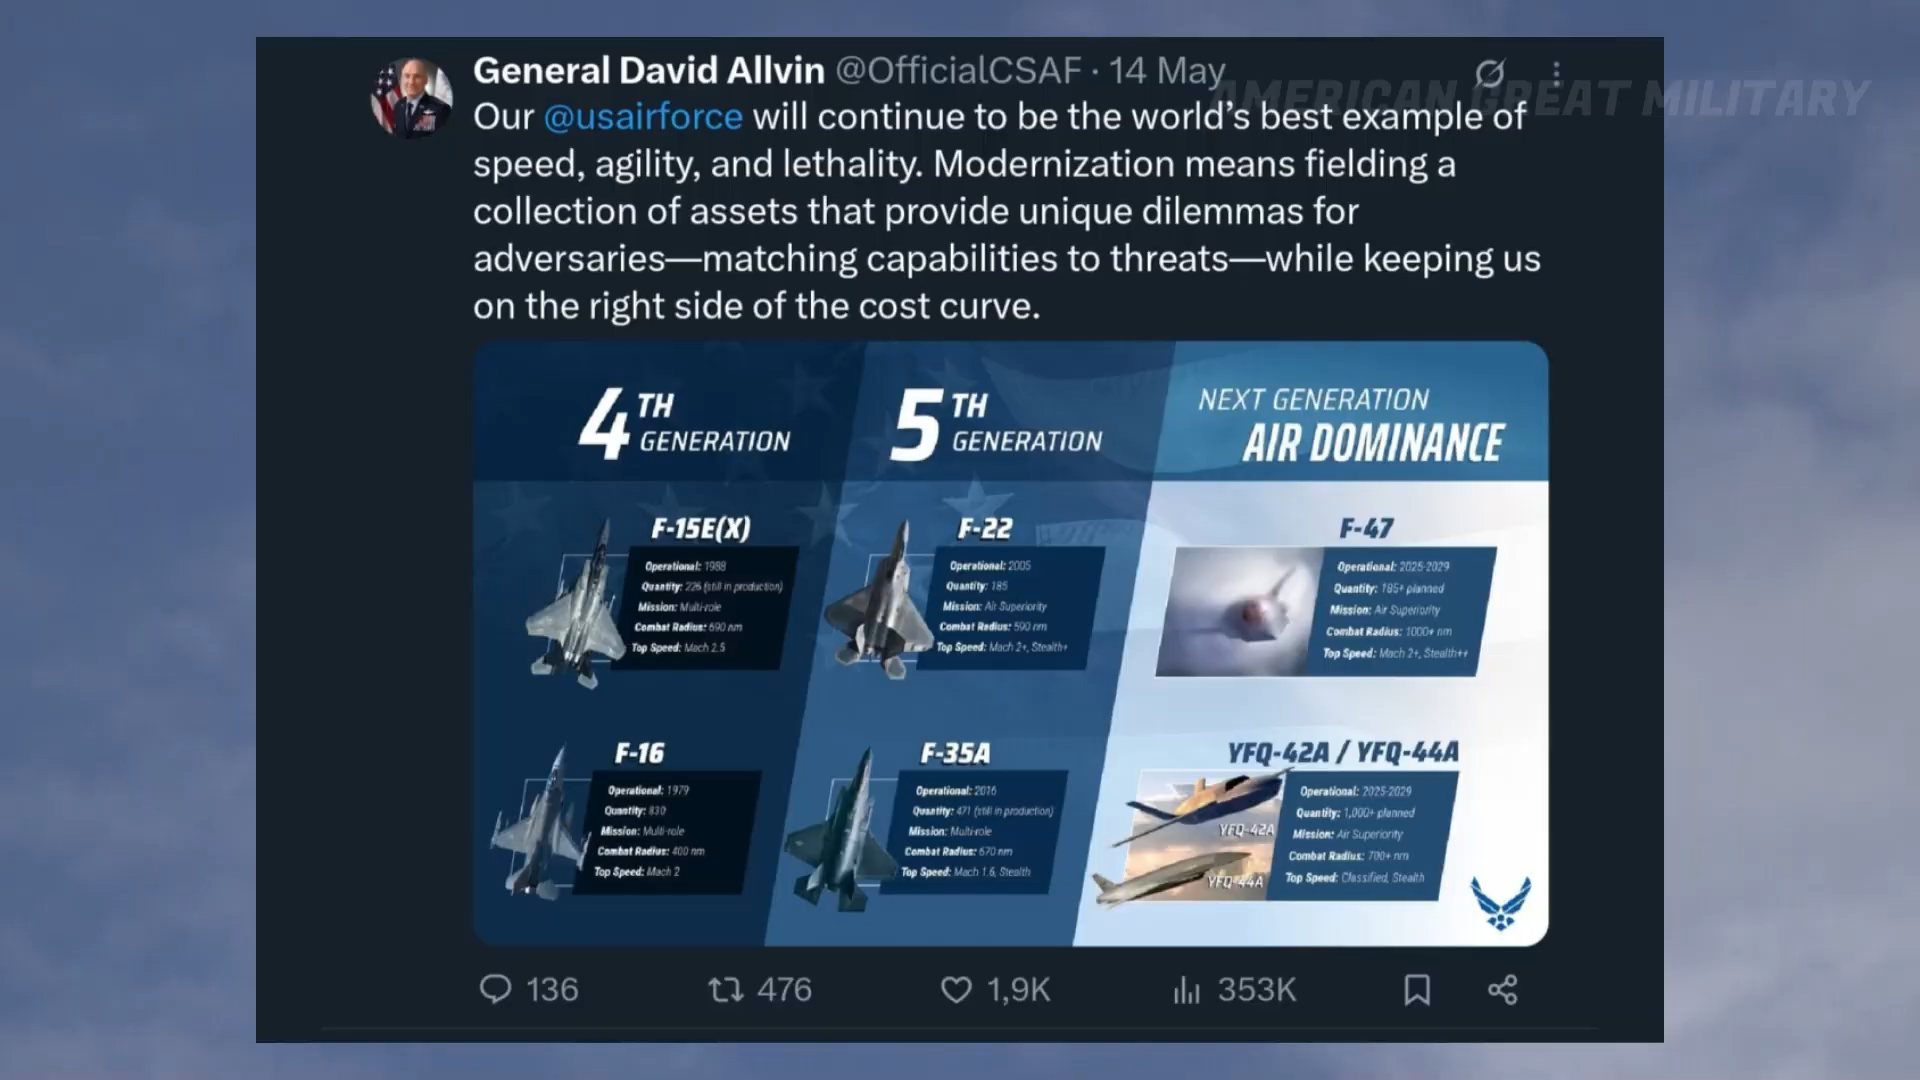 General David Allvin @OfficialCSAF · 14 May
AMERICAN GREAT MILITARY
Our @usairforce will continue to be the world's best example of
speed, agility, and lethality. Modernization means fielding a
collection of assets that provide unique dilemmas for
adversaries—matching capabilities to threats—while keeping us
on the right side of the cost curve.
4TH GENERATION
5TH GENERATION
NEXT GENERATION
AIR DOMINANCE
F-15E(X)
Operational: 1988
Quantity: 226 (still in production)
Mission: Multi-role
Combat Radius: 690 nm
Top Speed: Mach 2.5
F-22
Operational: 2005
Quantity: 185
Mission: Air Superiority
Combat Radius: 590 nm
Top Speed: Mach 2+, Stealth+
F-47
Operational: 2025-2029
Quantity: 185+ planned
Mission: Air Superiority
Combat Radius: 1000+ nm
Top Speed: Mach 2+, Stealth++
F-16
Operational: 1979
Quantity: 830
Mission: Multi-role
Combat Radius: 400 nm
Top Speed: Mach 2
F-35A
Operational: 2016
Quantity: 471 (still in production)
Mission: Multi-role
Combat Radius: 670 nm
Top Speed: Mach 1.6, Stealth
YFQ-42A / YFQ-44A
YFQ-42A
YFQ-44A
Operational: 2025-2029
Quantity: 1,000+ planned
Mission: Air Superiority
Combat Radius: 700+ nm
Top Speed: Classified, Stealth
136
476
1,9K
353K